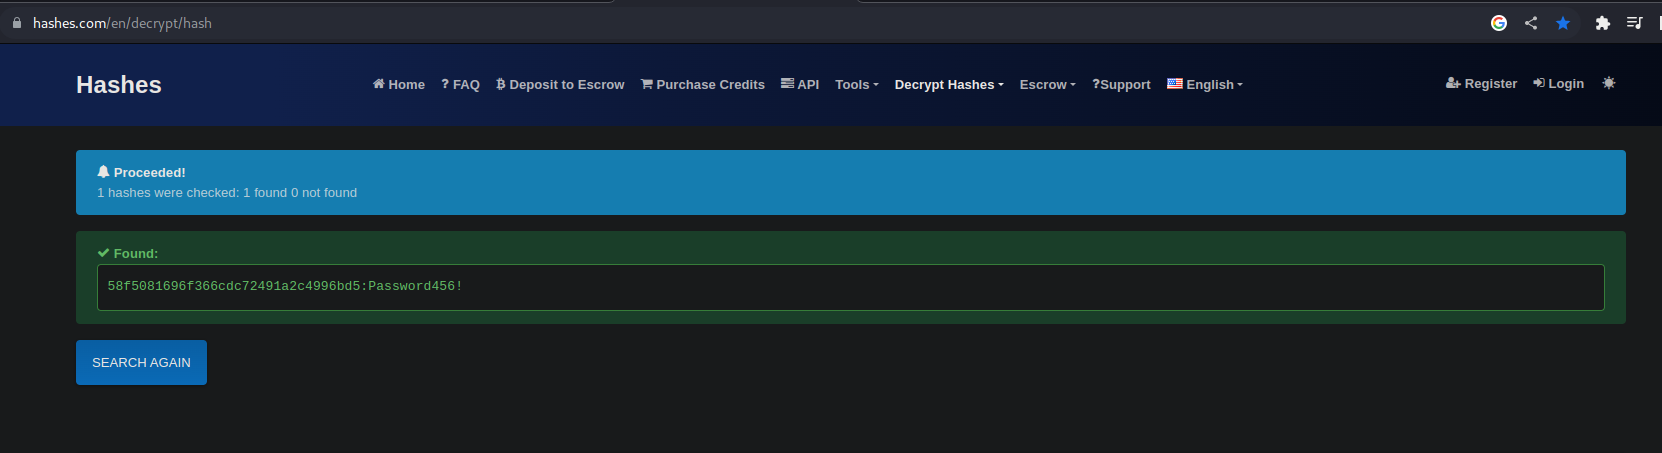 hashes.com/en/decrypt/hash
Hashes
Home
? FAQ
Deposit to Escrow
Purchase Credits
API
Tools
Decrypt Hashes
Escrow
?Support
English
Register
Login
Proceeded!
1 hashes were checked: 1 found 0 not found
Found:
58f5081696f366cdc72491a2c4996bd5:Password456!
SEARCH AGAIN